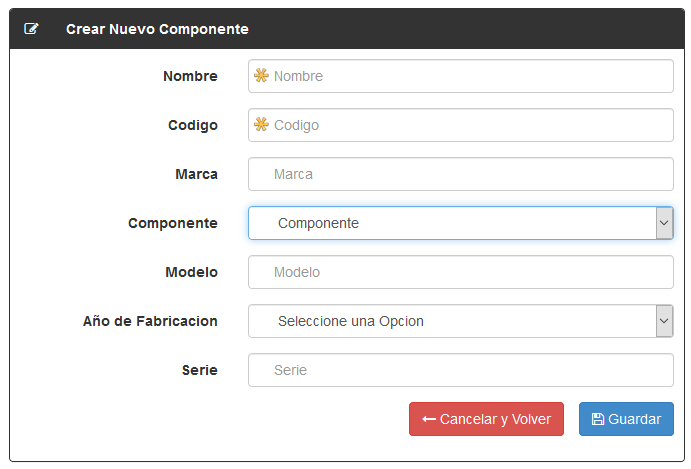 Crear Nuevo Componente
Nombre Nombre
Codigo Codigo
Marca Marca
Componente Componente
Modelo Modelo
Año de Fabricacion Seleccione una Opcion
Serie Serie
Cancelar y Volver Guardar